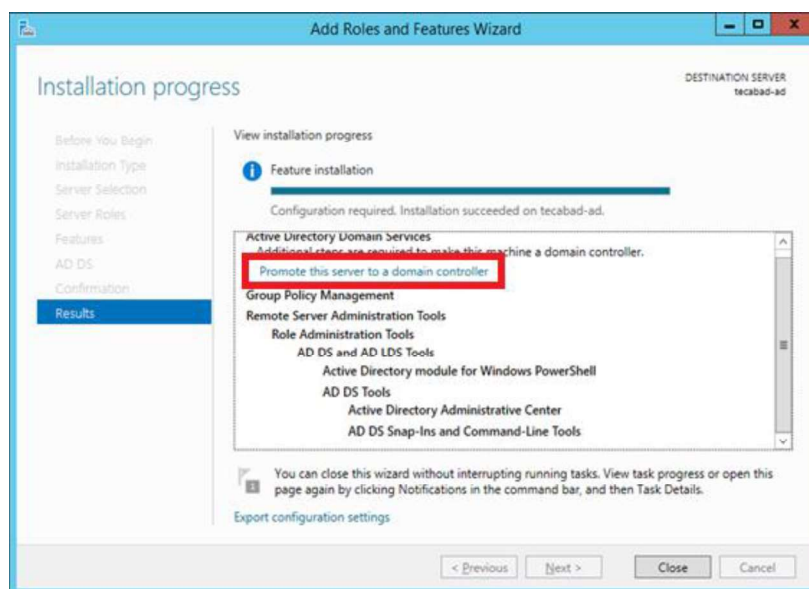 Add Roles and Features Wizard
Installation progress
DESTINATION SERVER
tecabad-ad
Before You Begin
Installation Type
Server Selection
Server Roles
Features
AD DS
Confirmation
Results
View installation progress
Feature installation
Configuration required. Installation succeeded on tecabad-ad.
Active Directory Domain Services
Additional steps are required to make this machine a domain controller.
Promote this server to a domain controller
Group Policy Management
Remote Server Administration Tools
Role Administration Tools
AD DS and AD LDS Tools
Active Directory module for Windows PowerShell
AD DS Tools
Active Directory Administrative Center
AD DS Snap-Ins and Command-Line Tools
1
You can close this wizard without interrupting running tasks. View task progress or open this
page again by clicking Notifications in the command bar, and then Task Details.
Export configuration settings
< Previous
Next >
Close
Cancel